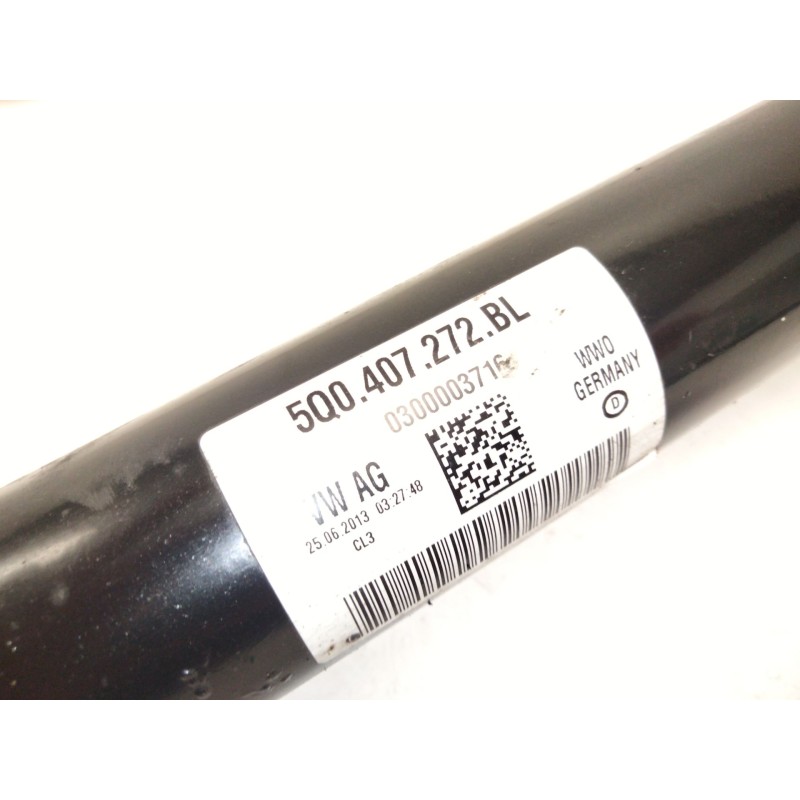 5Q0.407.272.BL
0300003716
WWO
GERMANY
D
VW AG
25.06.2013 03:27:48
CL3